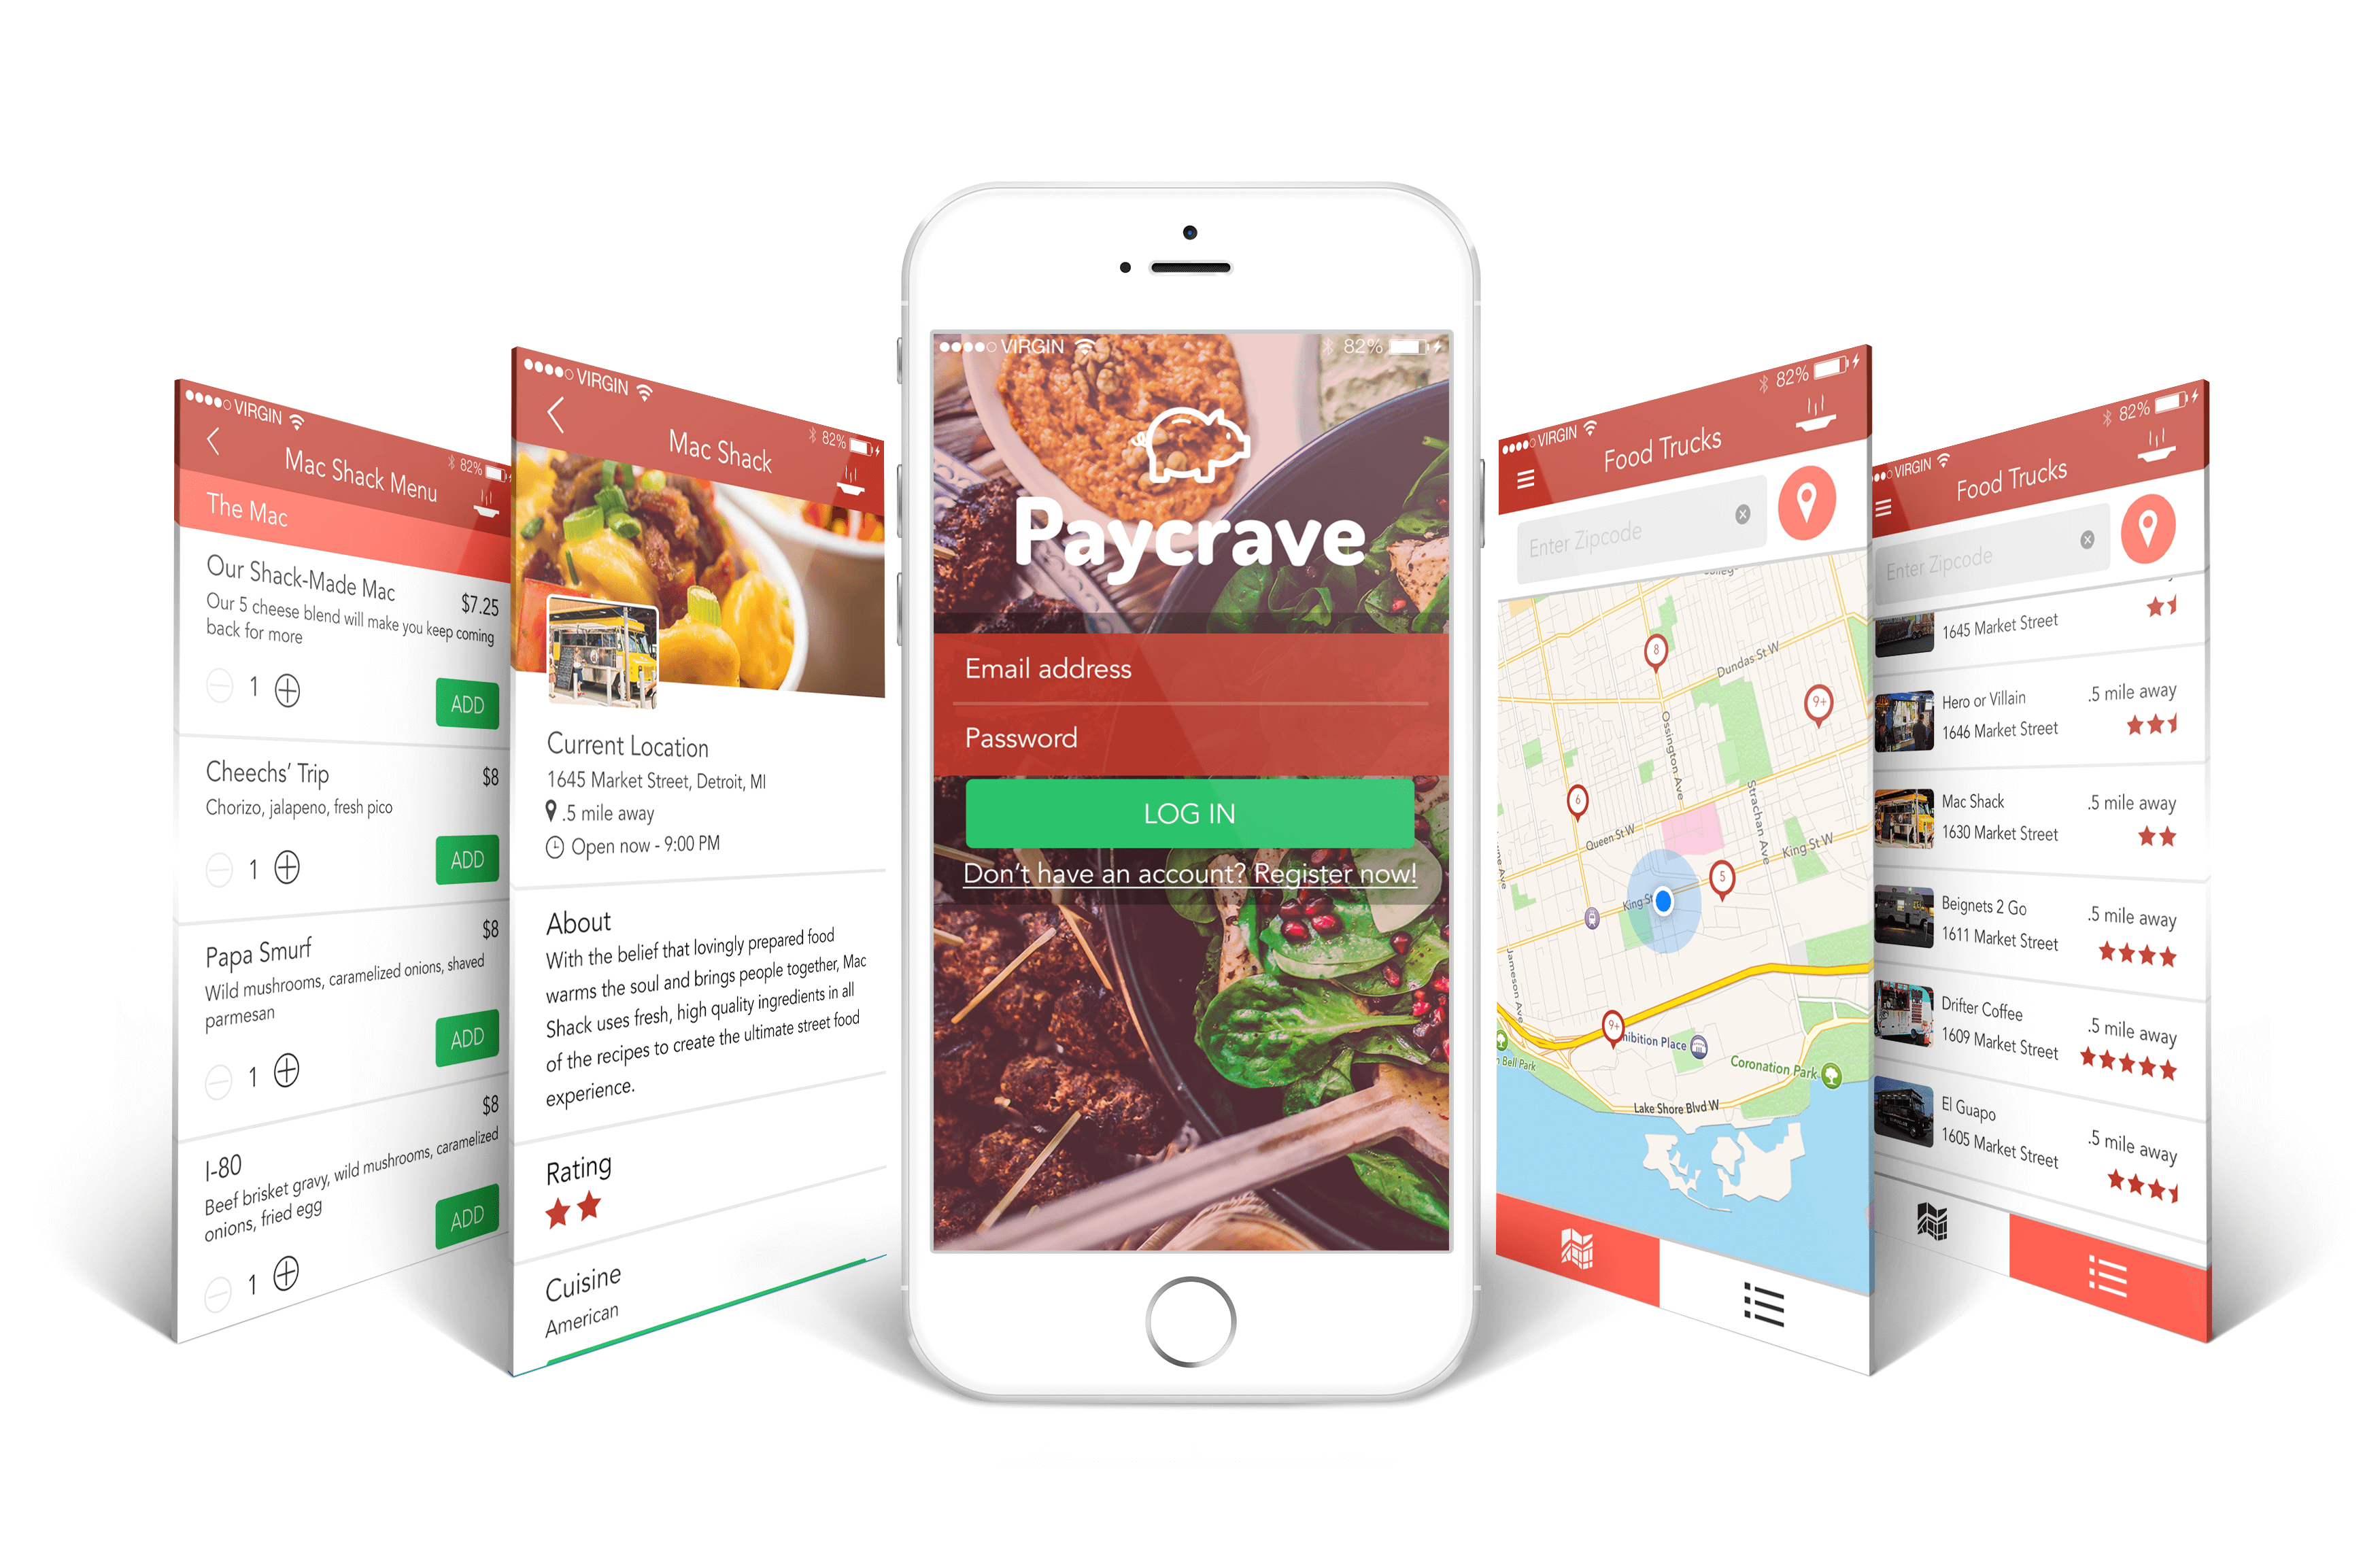 VIRGIN
82%
Mac Shack Menu
The Mac
Our Shack-Made Mac
$7.25
Our 5 cheese blend will make you keep coming
back for more
1
ADD
Cheechs’ Trip
$8
Chorizo, jalapeno, fresh pico
1
ADD
Papa Smurf
$8
Wild mushrooms, caramelized onions, shaved
parmesan
1
ADD
I-80
$8
Beef brisket gravy, wild mushrooms, caramelized
onions, fried egg
1
ADD
VIRGIN
82%
Mac Shack
Current Location
1645 Market Street, Detroit, MI
.5 mile away
Open now - 9:00 PM
About
With the belief that lovingly prepared food
warms the soul and brings people together, Mac
Shack uses fresh, high quality ingredients in all
of the recipes to create the ultimate street food
experience.
Rating
Cuisine
American
VIRGIN
82%
Paycrave
Email address
Password
LOG IN
Don’t have an account? Register now!
VIRGIN
82%
Food Trucks
Enter Zipcode
8
Dundas St W
9+
Ossington Ave
6
Strachan Ave
Queen St W
King St W
5
King St
Jameson Ave
9+
hibition Place
Bell Park
Coronation Park
Lake Shore Blvd W
VIRGIN
82%
Food Trucks
Enter Zipcode
1645 Market Street
Hero or Villain
.5 mile away
1646 Market Street
Mac Shack
.5 mile away
1630 Market Street
Beignets 2 Go
.5 mile away
1611 Market Street
Drifter Coffee
.5 mile away
1609 Market Street
El Guapo
.5 mile away
1605 Market Street